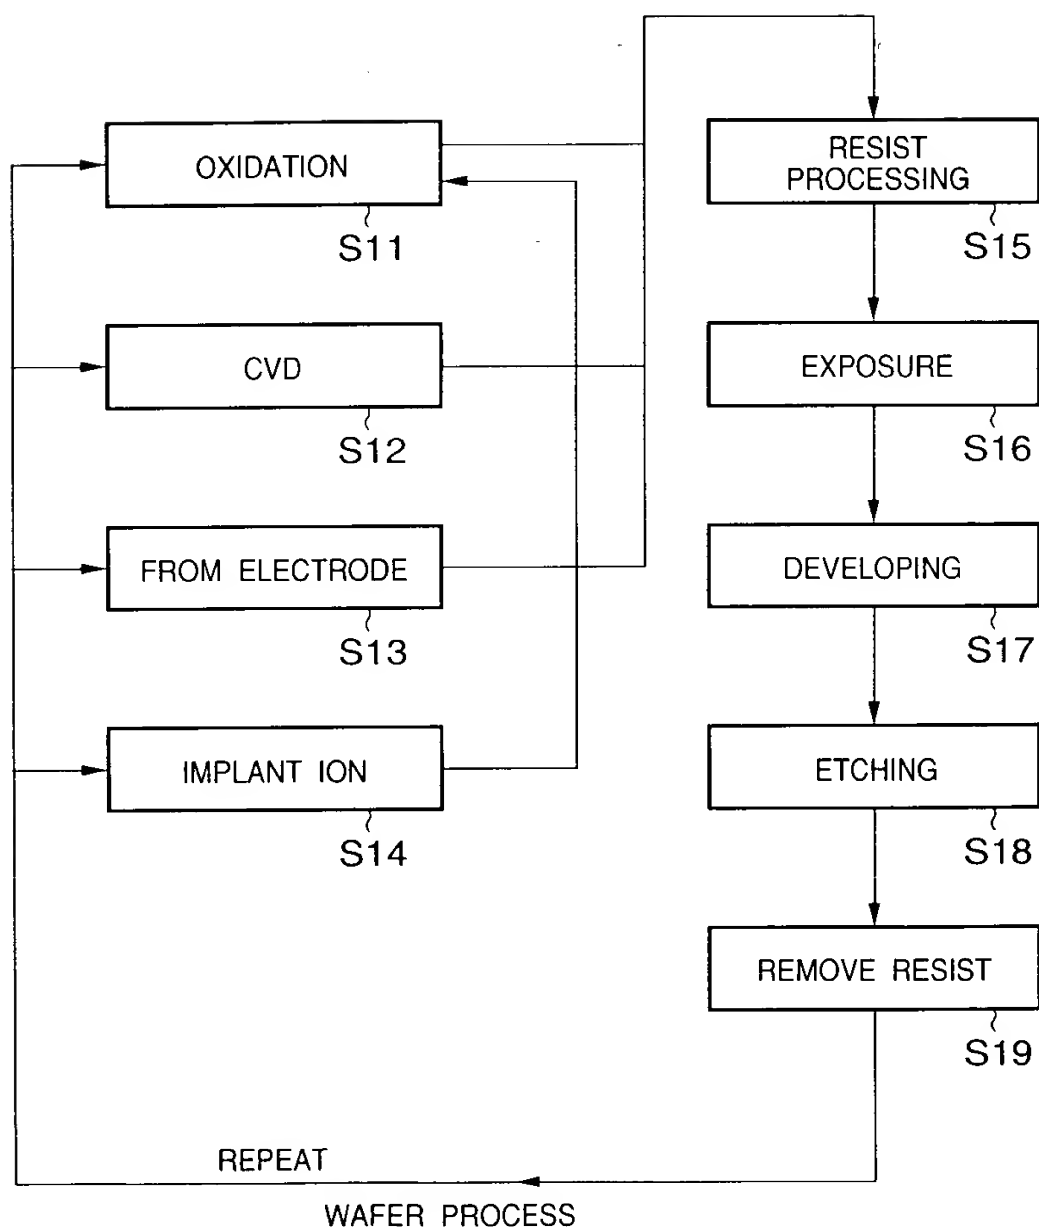 OXIDATION
S11
CVD
S12
FROM ELECTRODE
S13
IMPLANT ION
S14
RESIST
PROCESSING
S15
EXPOSURE
S16
DEVELOPING
S17
ETCHING
S18
REMOVE RESIST
S19
REPEAT
WAFER PROCESS